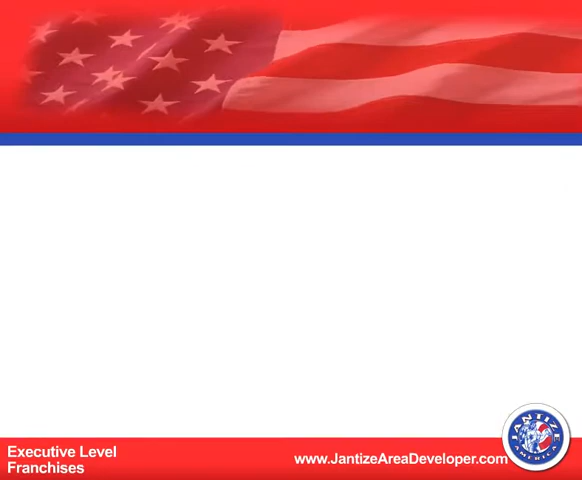 Executive Level
Franchises
www.JantizeAreaDeveloper.com
JANTIZE
AMERICA